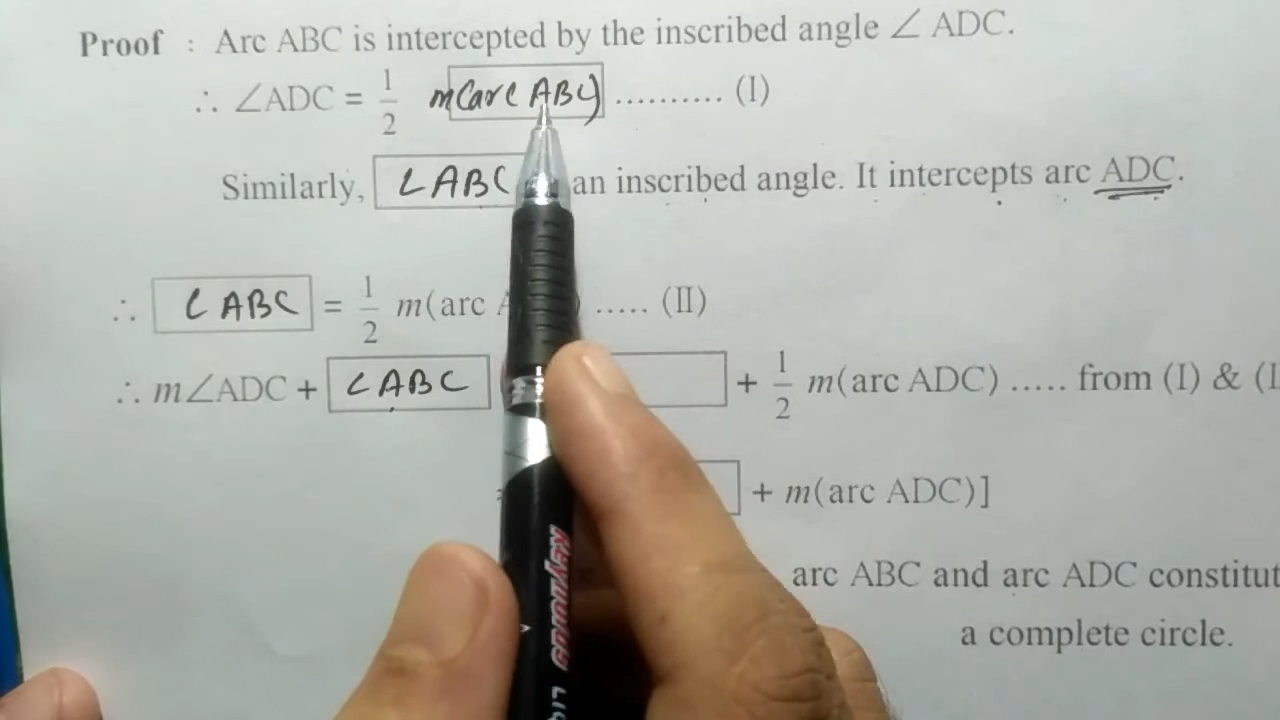 Proof : Arc ABC is intercepted by the inscribed angle ∠ ADC.
∴ ∠ADC = 1/2 m(arc ABC) .......... (I)
Similarly, ∠ABC an inscribed angle. It intercepts arc ADC.
∴ ∠ABC = 1/2 m(arc ..... (II)
∴ m∠ADC + ∠ABC + 1/2 m(arc ADC) ..... from (I) & (I
+ m(arc ADC)]
arc ABC and arc ADC constitut
a complete circle.